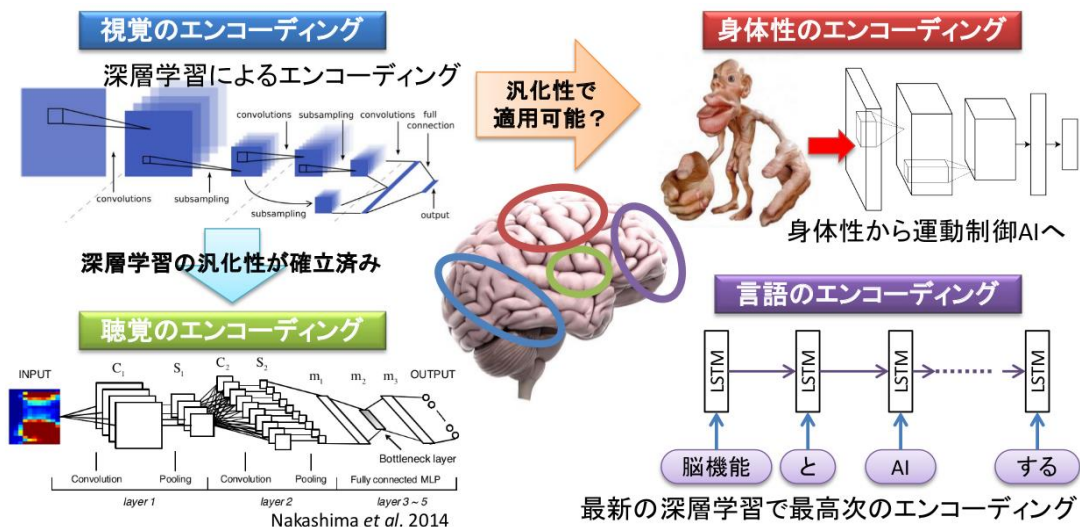 視覚のエンコーディング
深層学習によるエンコーディング
convolutions
subsampling
convolutions
subsampling
convolutions
full
connection
subsampling
output
深層学習の汎化性が確立済み
聴覚のエンコーディング
INPUT
C1
S1
C2
S2
m1
m2
m3
OUTPUT
Bottleneck layer
Convolution
Pooling
Convolution
Pooling
Fully connected MLP
layer 1
layer 2
layer 3 ~ 5
Nakashima et al. 2014
汎化性で
適用可能？
身体性のエンコーディング
身体性から運動制御AIへ
言語のエンコーディング
LSTM
LSTM
LSTM
LSTM
脳機能
と
AI
する
最新の深層学習で最高次のエンコーディング